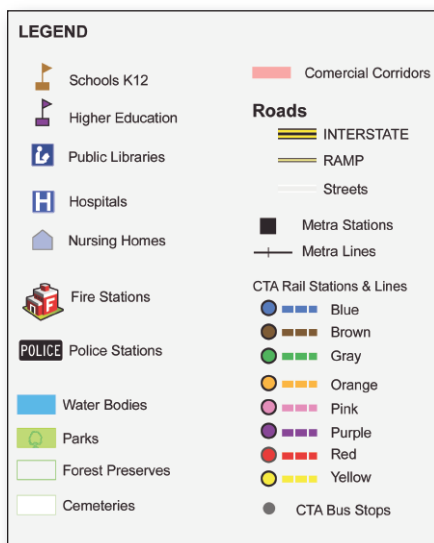 LEGEND
Schools K12
Higher Education
Public Libraries
H
Hospitals
Nursing Homes
F
Fire Stations
POLICE
Police Stations
Water Bodies
Parks
Forest Preserves
Cemeteries
Comercial Corridors
Roads
INTERSTATE
RAMP
Streets
Metra Stations
Metra Lines
CTA Rail Stations & Lines
Blue
Brown
Gray
Orange
Pink
Purple
Red
Yellow
CTA Bus Stops